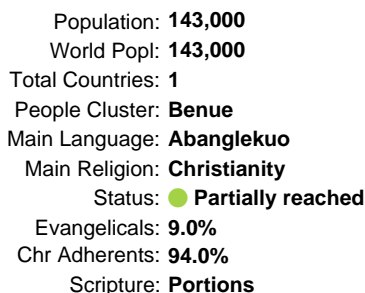 Population: 143,000
World Popl: 143,000
Total Countries: 1
People Cluster: Benue
Main Language: Abanglekuo
Main Religion: Christianity
Status: Partially reached
Evangelicals: 9.0%
Chr Adherents: 94.0%
Scripture: Portions